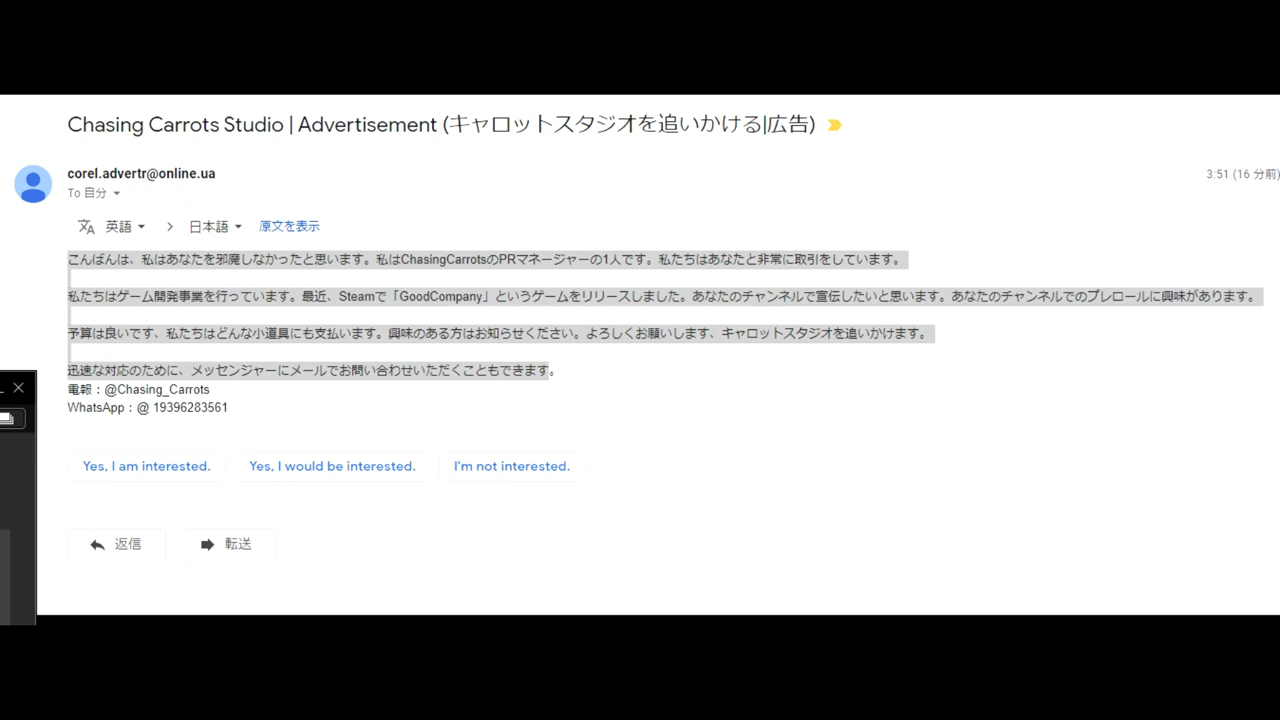 Chasing Carrots Studio | Advertisement (キャロットスタジオを追いかける|広告)
corel.advertr@online.ua
3:51 (16 分前)
To 自分
英語
日本語
原文を表示
こんばんは、私はあなたを邪魔しなかったと思います。私はChasingCarrotsのPRマネージャーの1人です。私たちはあなたと非常に取引をしています。
私たちはゲーム開発事業を行っています。最近、Steamで「GoodCompany」というゲームをリリースしました。あなたのチャンネルで宣伝したいと思います。あなたのチャンネルでのプレロールに興味があります。
予算は良いです、私たちはどんな小道具にも支払います。興味のある方はお知らせください。よろしくお願いします、キャロットスタジオを追いかけます。
迅速な対応のために、メッセンジャーにメールでお問い合わせいただくこともできます。
電報：@Chasing_Carrots
WhatsApp：@ 19396283561
Yes, I am interested.
Yes, I would be interested.
I'm not interested.
返信
転送